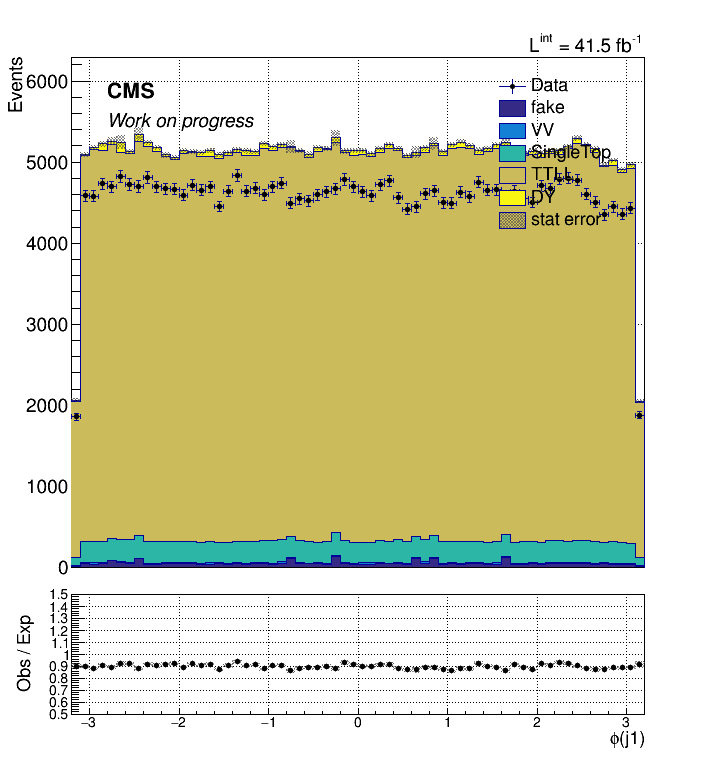 L^int = 41.5 fb^-1
Events
CMS
Work on progress
Data
fake
VV
SingleTop
TTLL
DY
stat error
6000
5000
4000
3000
2000
1000
0
Obs / Exp
1.5
1.4
1.3
1.2
1.1
1
0.9
0.8
0.7
0.6
0.5
−3 −2 −1 0 1 2 3
ϕ(j1)